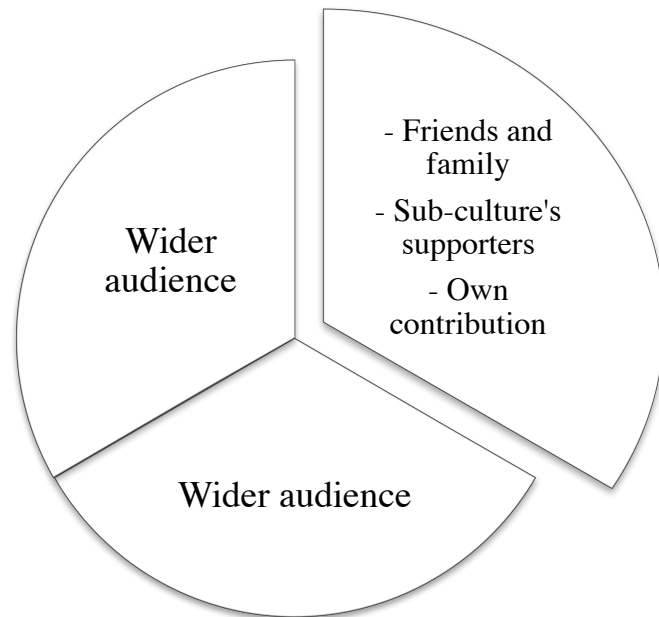 - Friends and
family
- Sub-culture's
supporters
- Own
contribution
Wider
audience
Wider audience